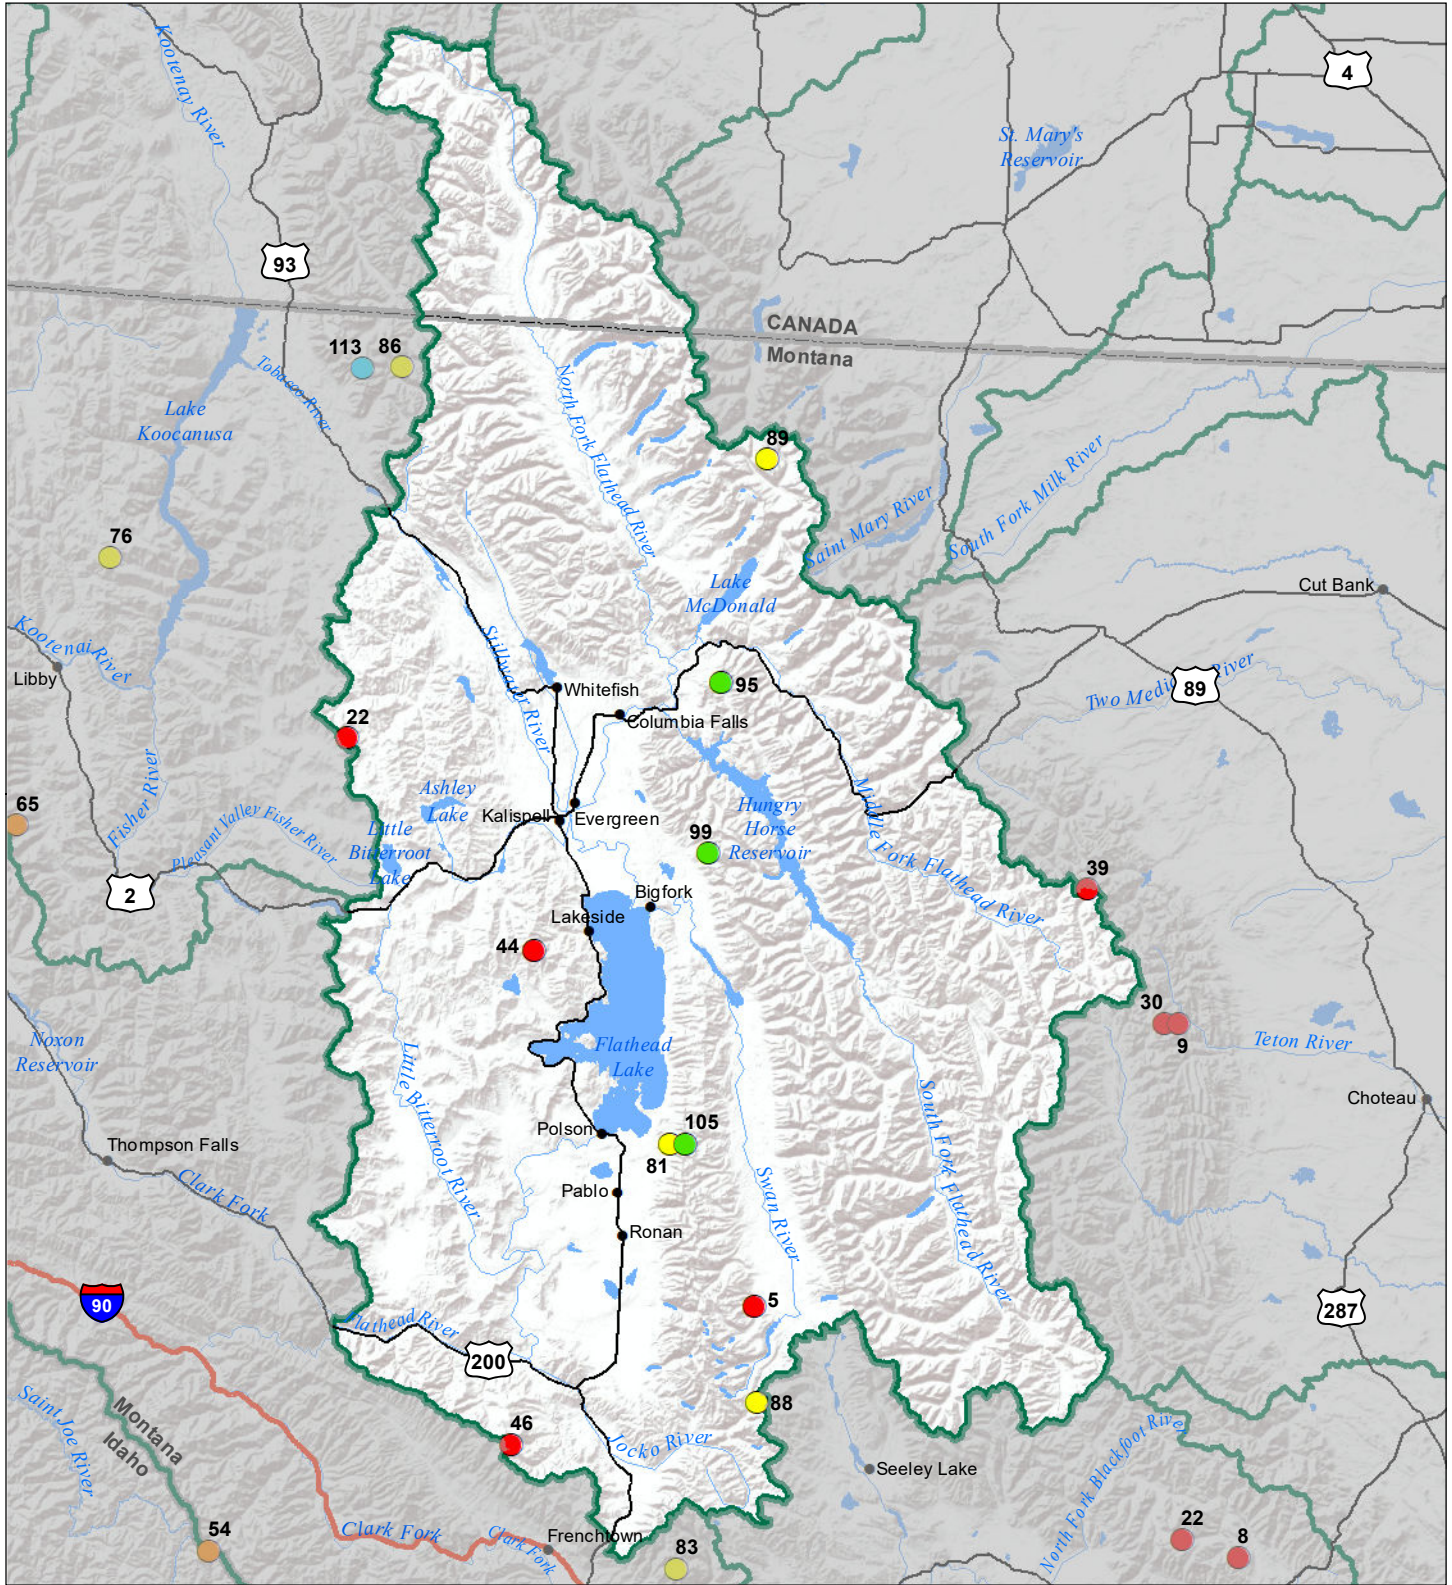 Kootenay River
4
St. Mary's
Reservoir
93
CANADA
Montana
113
86
Tobacco River
Lake
Koocanusa
North Fork Flathead River
89
76
Saint Mary River
South Fork Milk River
Lake
McDonald
Cut Bank
Kootenai River
Libby
Stillwater River
Whitefish
95
Two Medicine River
89
22
Columbia Falls
65
Fisher River
Pleasant Valley Fisher River
Ashley
Lake
Kalispell
Evergreen
Little
Bitterroot
Lake
Hungry
Horse
Reservoir
99
Middle Fork Flathead River
39
2
Bigfork
Lakeside
44
30
9
Teton River
Noxon
Reservoir
Little Bitterroot River
Flathead
Lake
South Fork Flathead River
Choteau
Polson
105
81
Thompson Falls
Clark Fork
Pablo
Swan River
Ronan
90
5
287
Flathead River
200
88
Saint Joe River
Montana
Idaho
46
Jocko River
Seeley Lake
North Fork Blackfoot River
54
Clark Fork
Clark Fork
Frenchtown
83
22
8